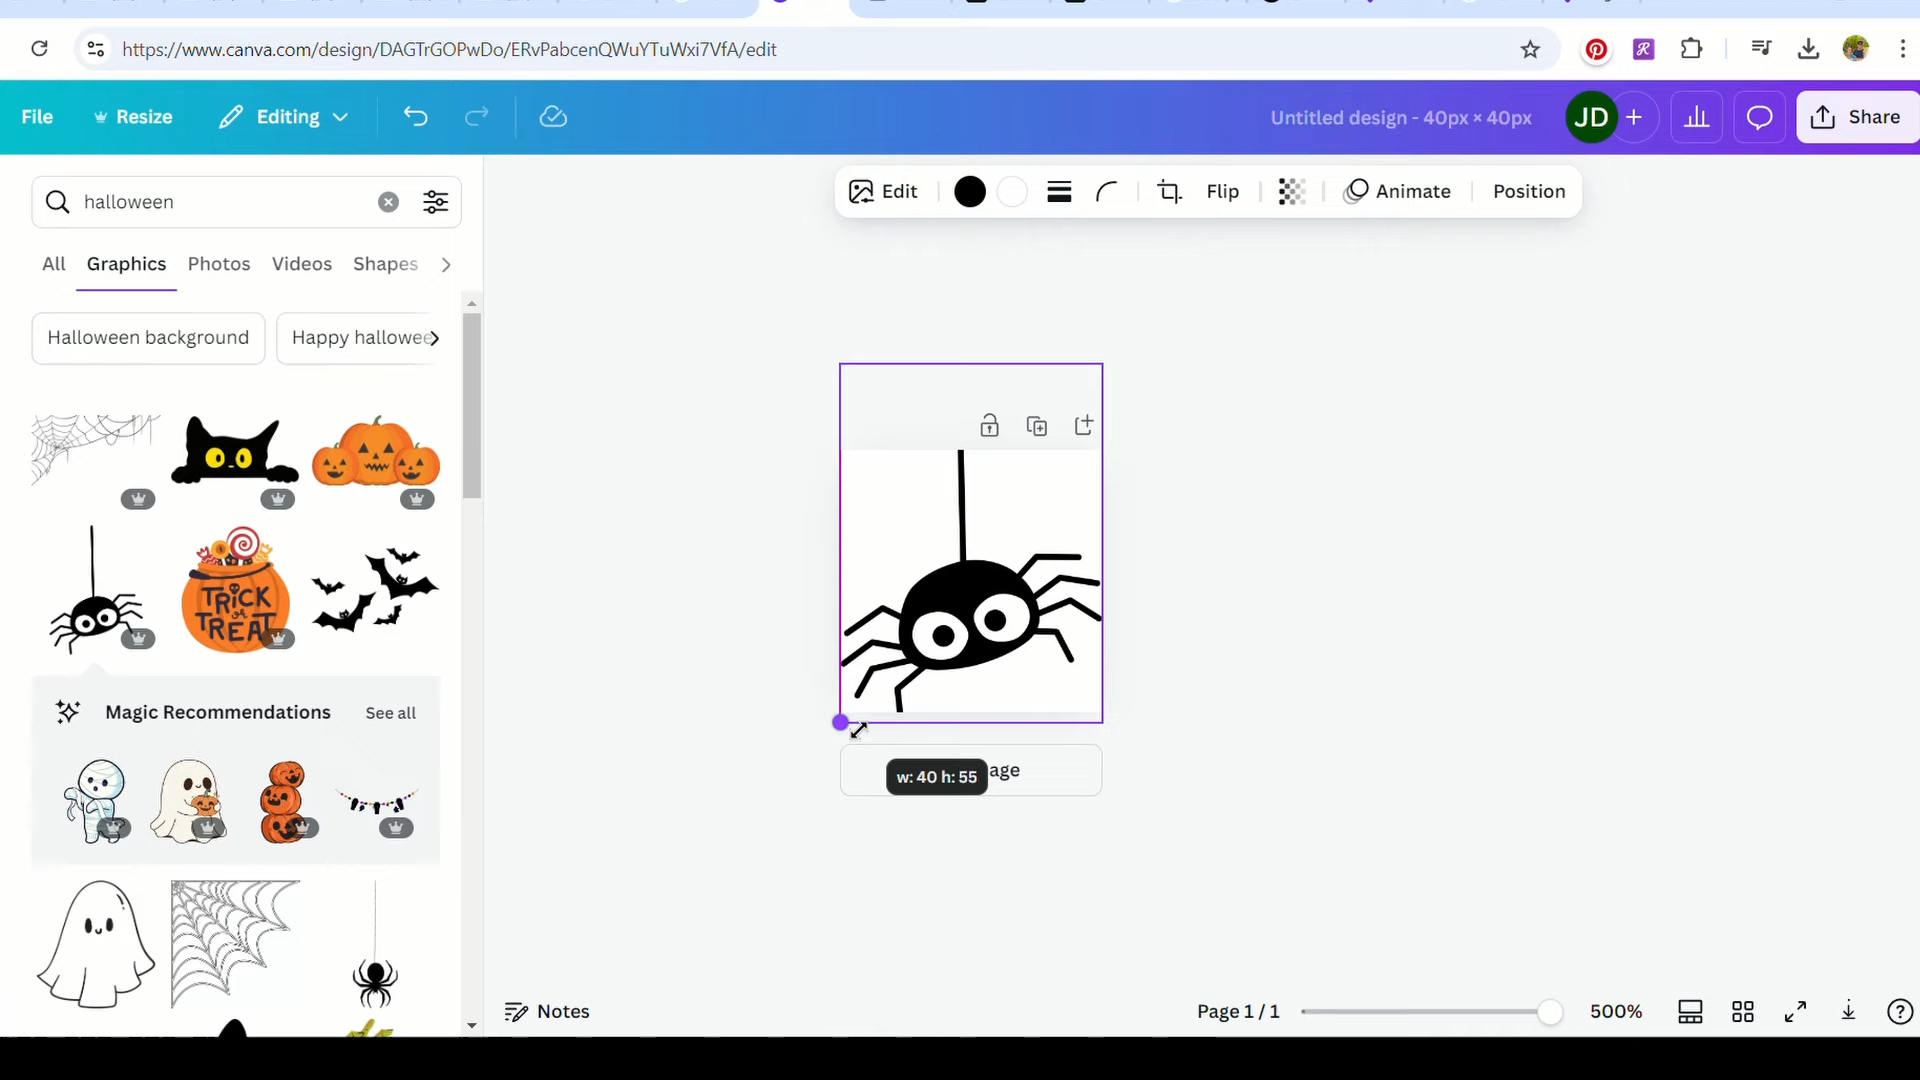 https://www.canva.com/design/DAGTrGOPwDo/ERvPabcenQWuYTuWxi7VfA/edit
File
Resize
Editing
Untitled design - 40px × 40px
JD
+
Share
halloween
Edit
Flip
Animate
Position
All
Graphics
Photos
Videos
Shapes
Halloween background
Happy hallowee
TRiCK
or
TREAT
Magic Recommendations
See all
w: 40 h: 55
age
Notes
Page 1 / 1
500%